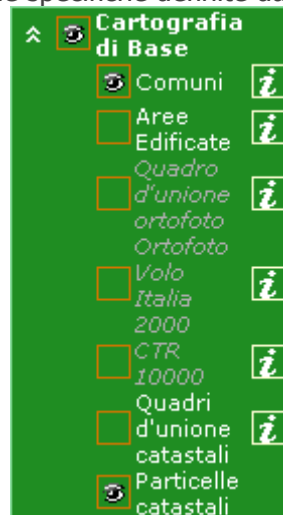 Cartografia
di Base
Comuni i
Aree
Edificate i
Quadro
d'unione i
ortofoto
Ortofoto
Volo
Italia i
2000
CTR
10000 i
Quadri
d'unione i
catastali
Particelle
catastali